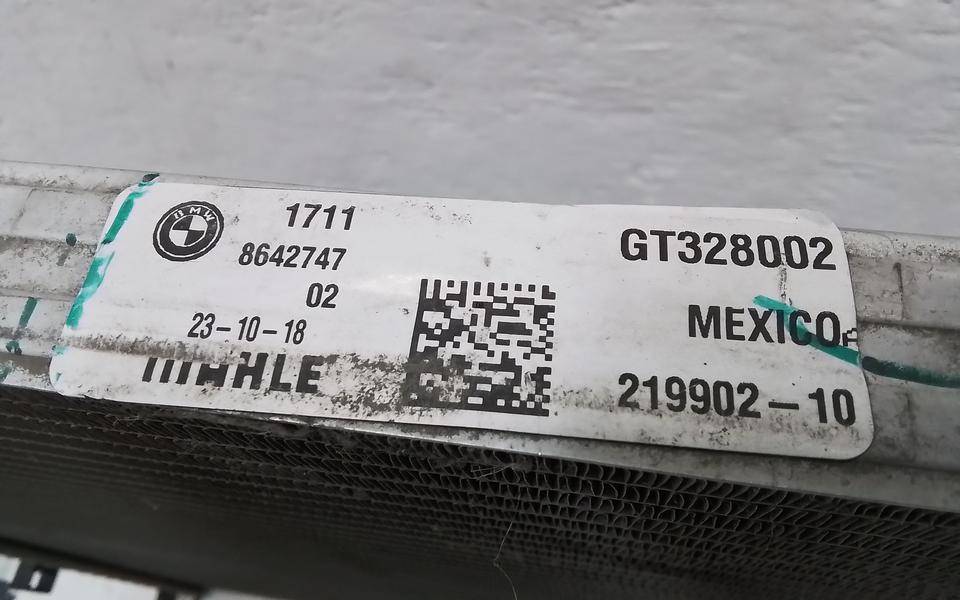 BMW
1711
8642747
02
23-10-18
MAHLE
GT328002
MEXICO
219902-10